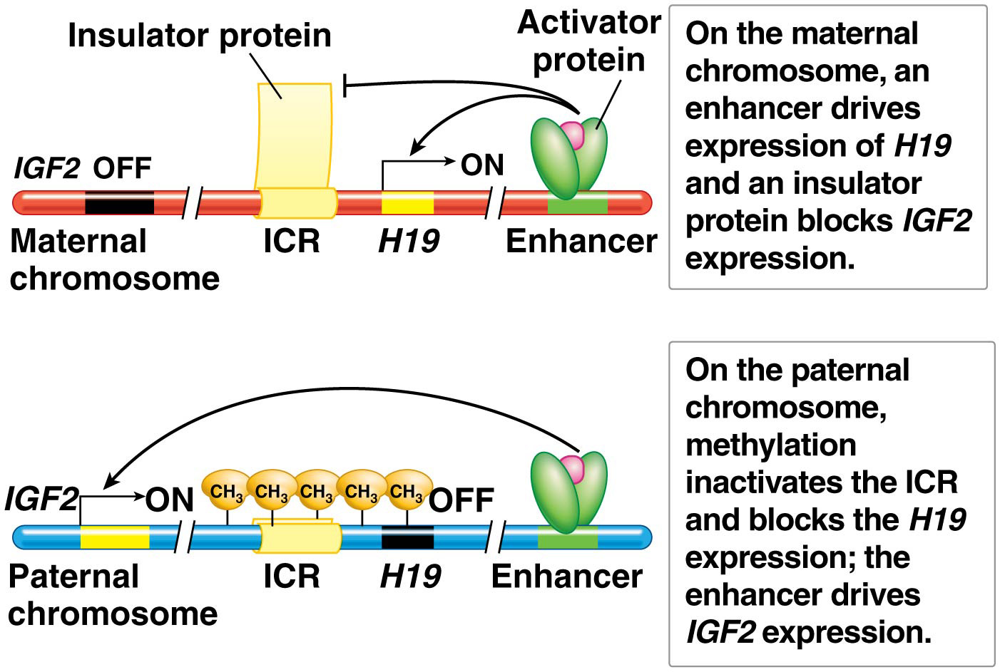 Insulator protein
Activator
protein
IGF2 OFF
ON
Maternal
chromosome
ICR
H19
Enhancer
On the maternal
chromosome, an
enhancer drives
expression of H19
and an insulator
protein blocks IGF2
expression.
IGF2
ON
CH3
CH3
CH3
CH3
CH3
OFF
Paternal
chromosome
ICR
H19
Enhancer
On the paternal
chromosome,
methylation
inactivates the ICR
and blocks the H19
expression; the
enhancer drives
IGF2 expression.